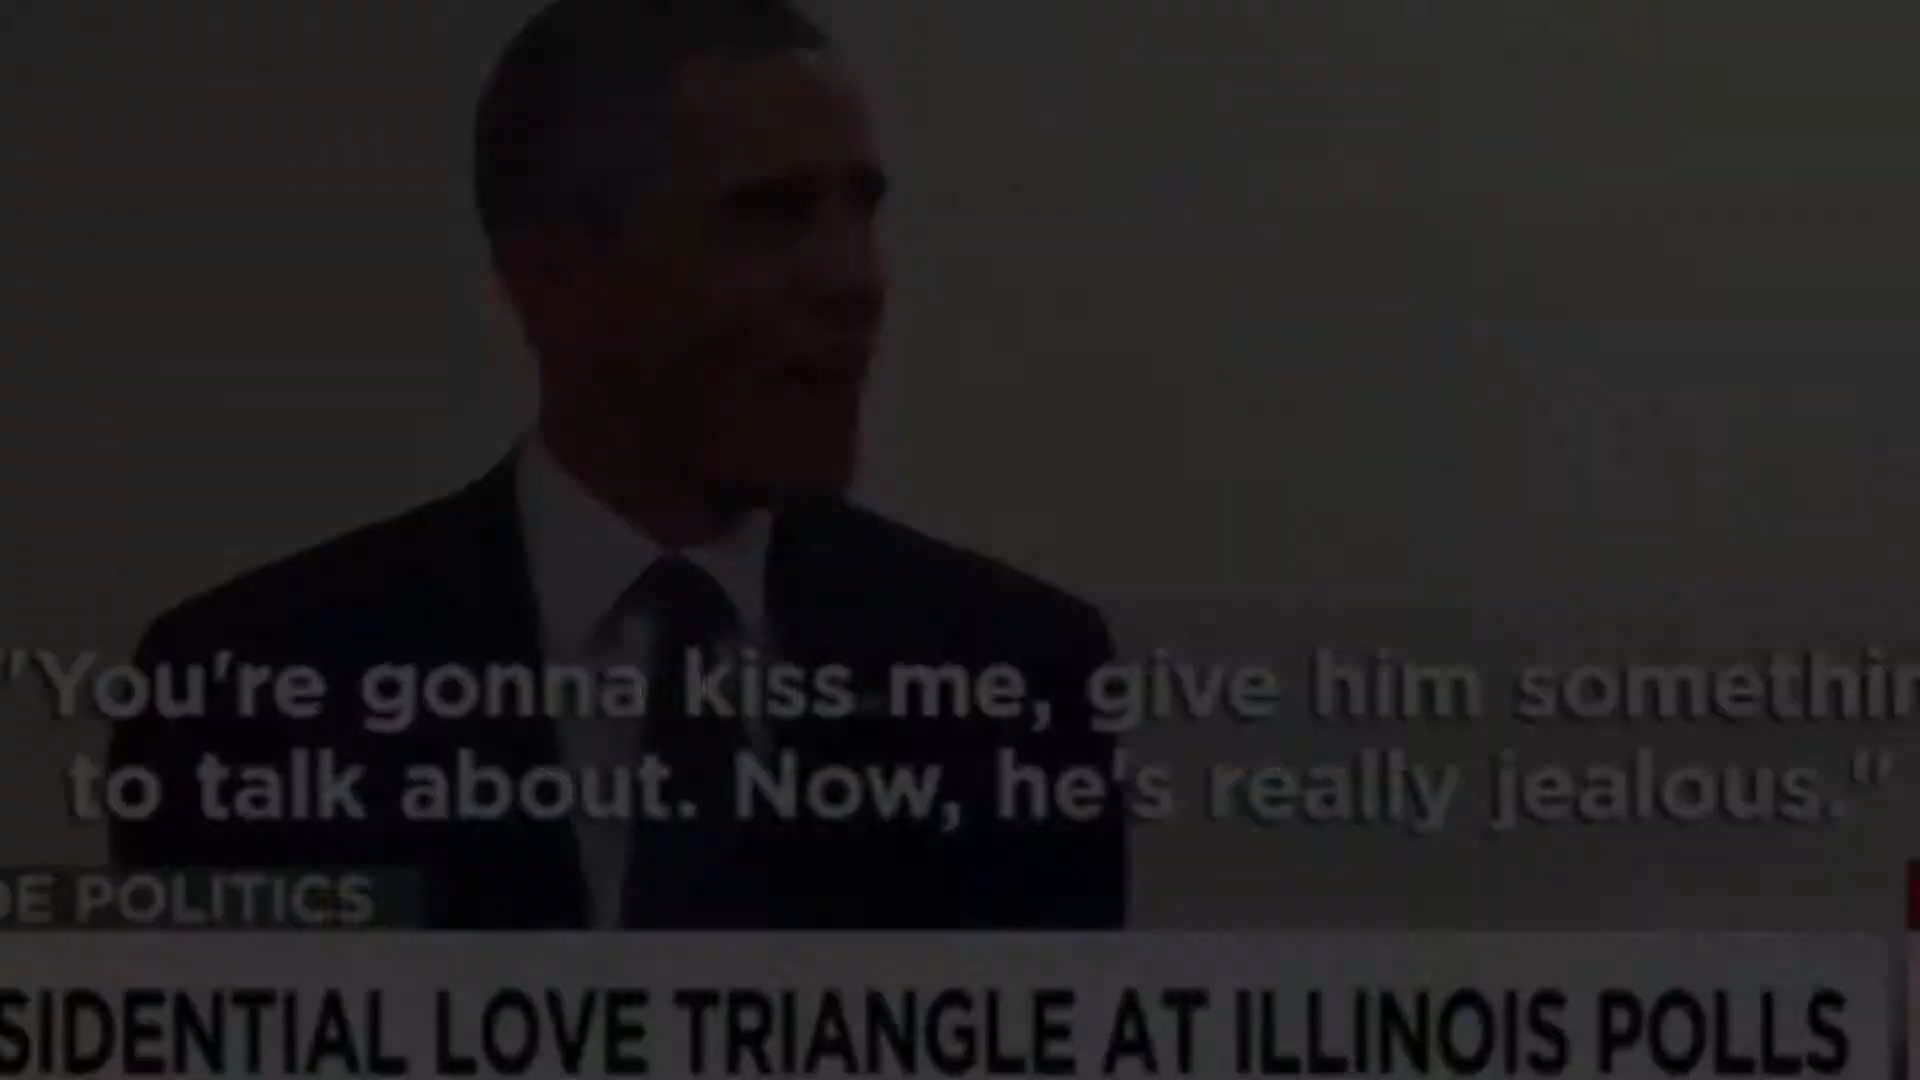 "You're gonna kiss me, give him somethin
to talk about. Now, he's really jealous."
DE POLITICS
SIDENTIAL LOVE TRIANGLE AT ILLINOIS POLLS